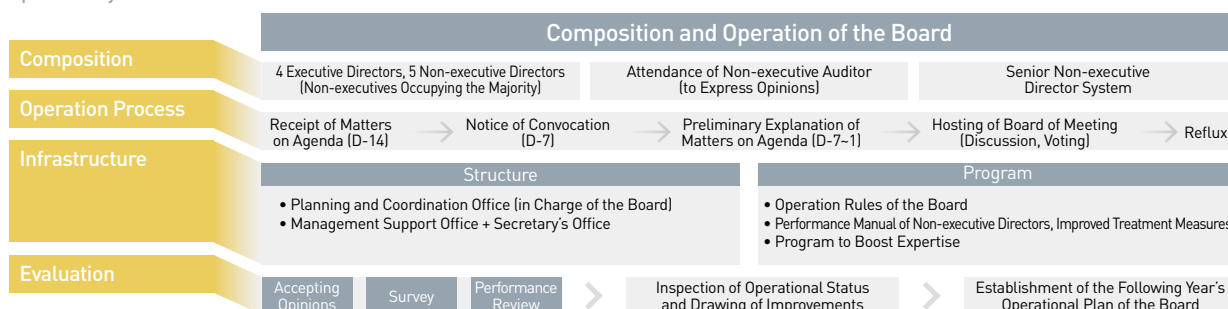 Composition and Operation of the Board
Composition
4 Executive Directors, 5 Non-executive Directors
(Non-executives Occupying the Majority)
Attendance of Non-executive Auditor
(to Express Opinions)
Senior Non-executive
Director System
Operation Process
Receipt of Matters
on Agenda (D-14)
Notice of Convocation
(D-7)
Preliminary Explanation of
Matters on Agenda (D-7~1)
Hosting of Board of Meeting
(Discussion, Voting)
Reflux
Infrastructure
Structure
• Planning and Coordination Office (in Charge of the Board)
• Management Support Office + Secretary's Office
Program
• Operation Rules of the Board
• Performance Manual of Non-executive Directors, Improved Treatment Measures
• Program to Boost Expertise
Evaluation
Accepting
Opinions
Survey
Performance
Review
Inspection of Operational Status
and Drawing of Improvements
Establishment of the Following Year's
Operational Plan of the Board